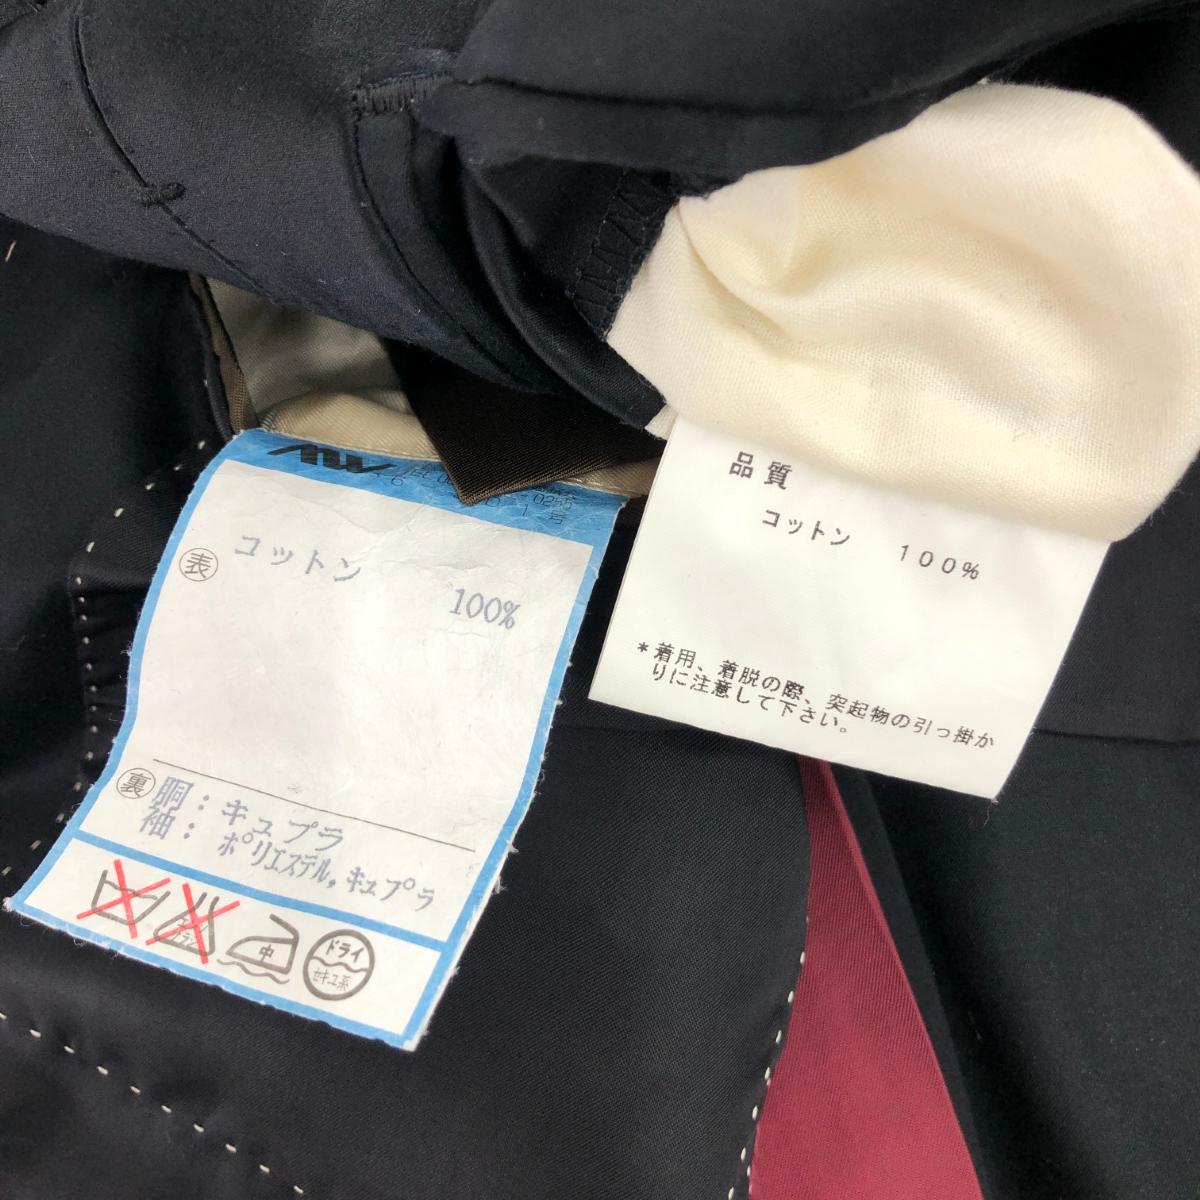 表 コットン
100%
裏 胴：キュプラ
袖：ポリエステル,キュプラ
中
ドライ
セキユ系
品質
コットン 100%
*着用、着脱の際、突起物の引っ掛か
りに注意して下さい。